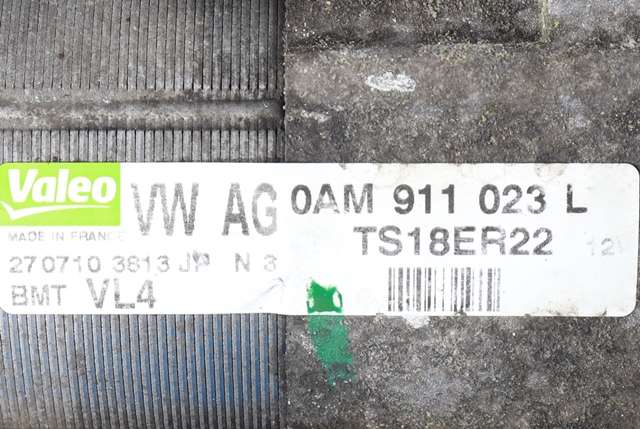 Valeo VW AG 0AM 911 023 L
MADE IN FRANCE TS18ER22 12V
270710 3813 JP N 3
BMT VL4